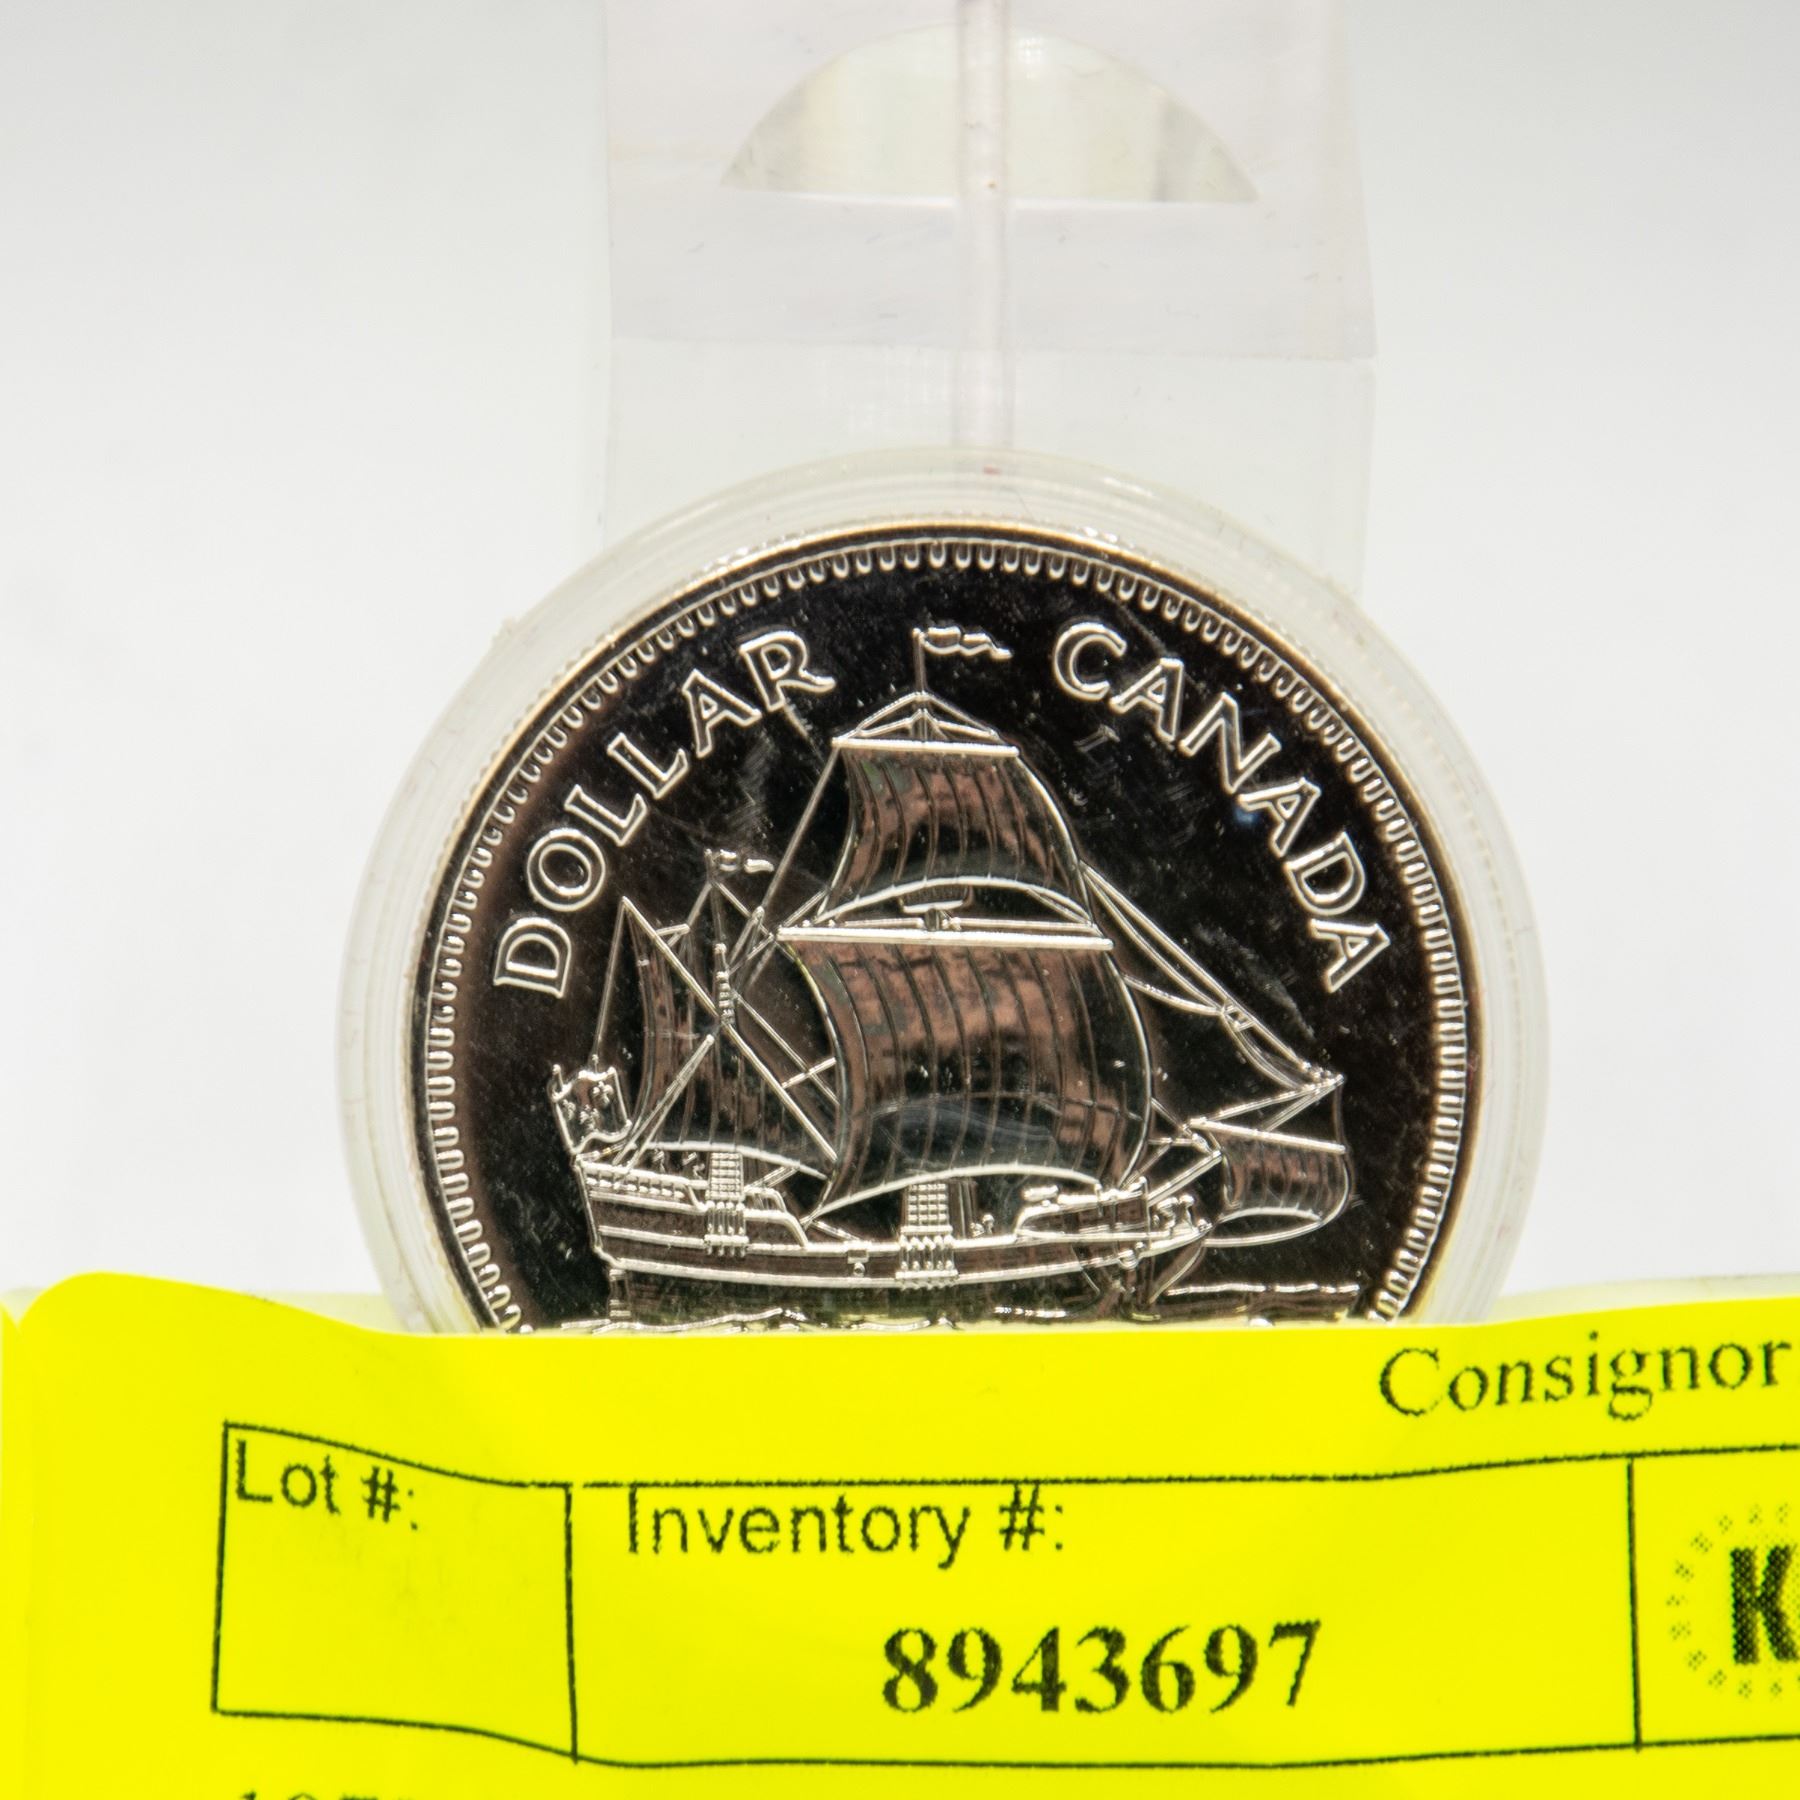 DOLLAR CANADA
Consignor
Lot #:
Inventory #:
8943697
K